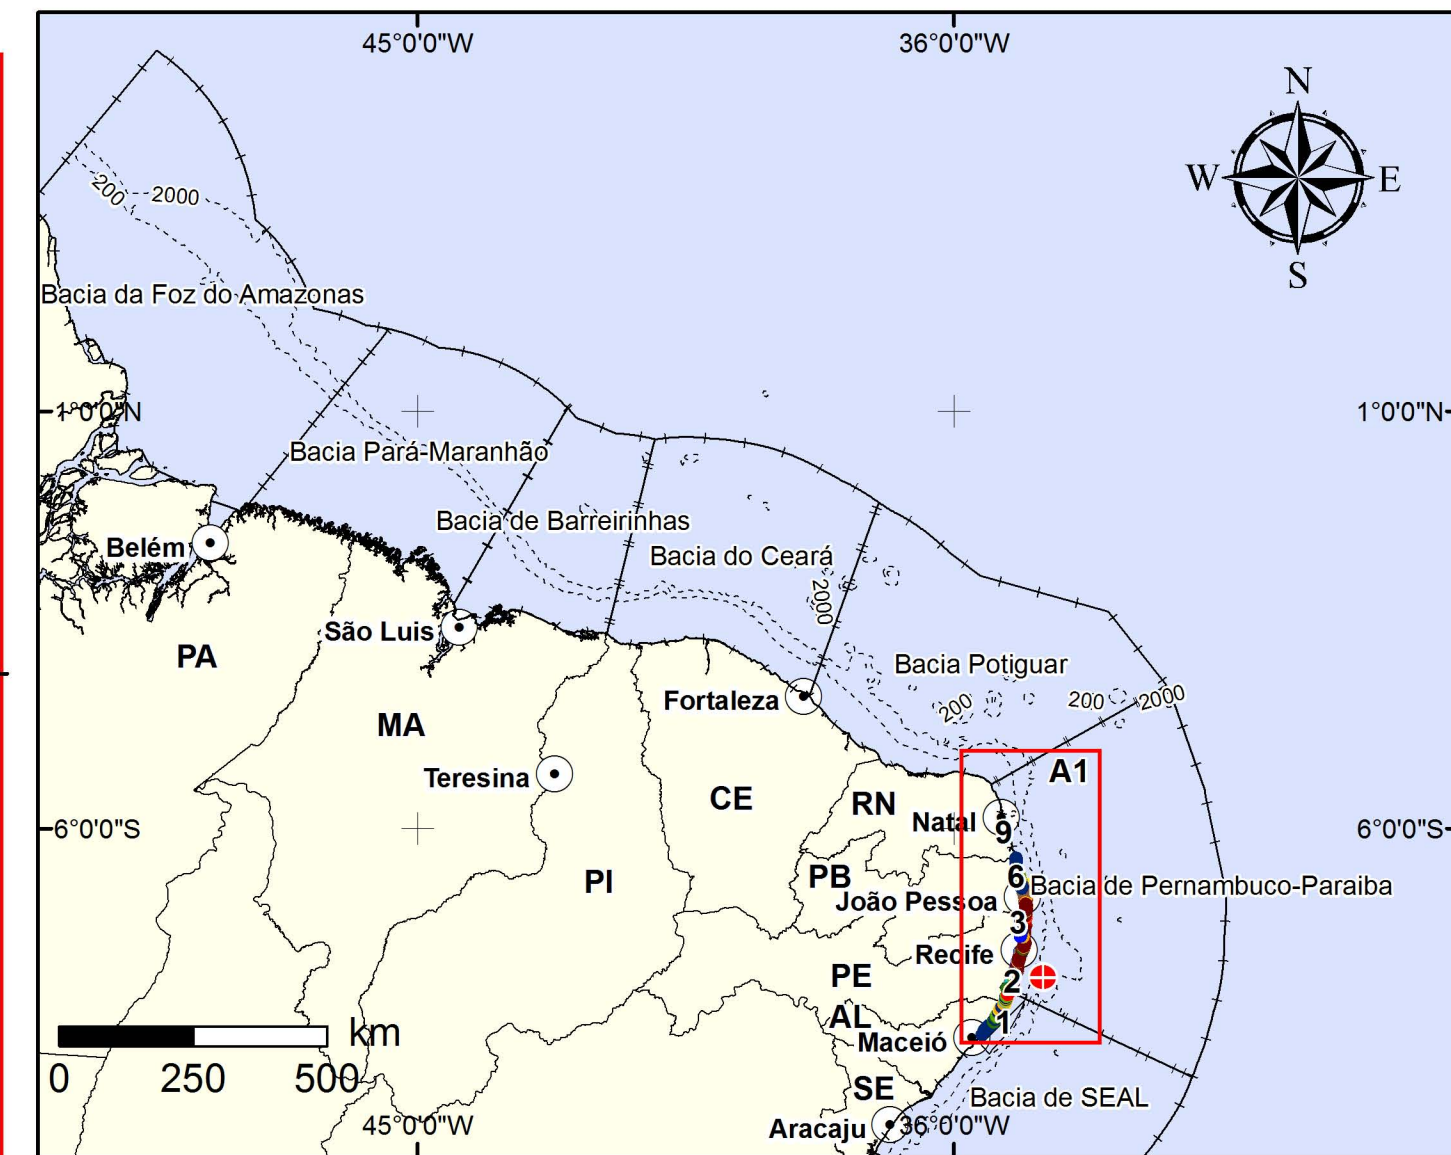 45°0'0"W
36°0'0"W
N
W
E
S
200
2000
Bacia da Foz do Amazonas
1°0'0"N
1°0'0"N
Bacia Pará-Maranhão
Bacia de Barreirinhas
Belém
Bacia do Ceará
2000
São Luis
PA
Bacia Potiguar
Fortaleza
200
200
2000
MA
A1
Teresina
CE
RN
Natal
9
6°0'0"S
6°0'0"S
PI
PB
6
Bacia de Pernambuco-Paraiba
João Pessoa
3
Recife
PE
2
AL
1
km
Maceió
0
250
500
SE
Bacia de SEAL
45°0'0"W
Aracaju
36°0'0"W